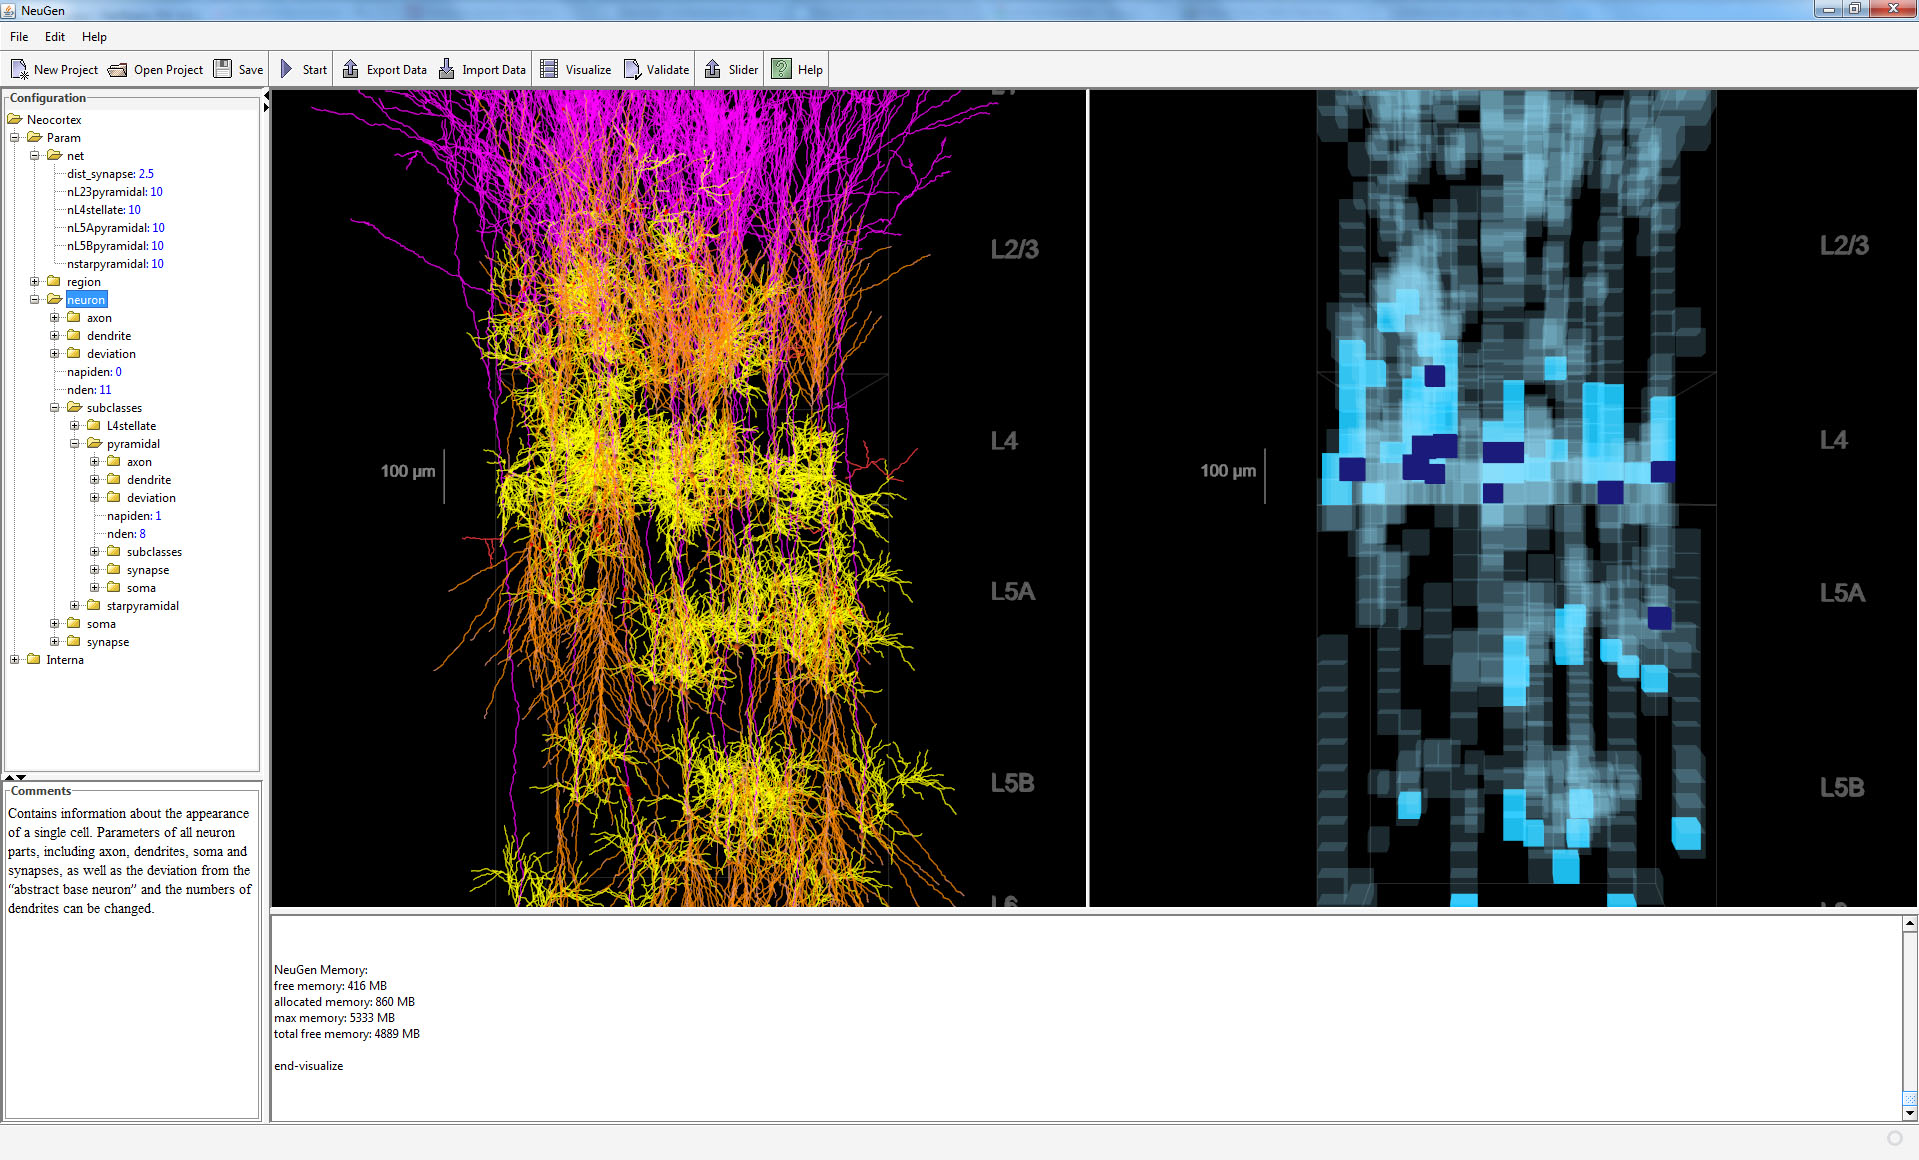 NeuGen
File Edit Help
New Project Open Project Save Start Export Data Import Data Visualize Validate Slider Help
Configuration
Neocortex
Param
net
dist_synapse: 2.5
nL23pyramidal: 10
nL4stellate: 10
nL5Apyramidal: 10
nL5Bpyramidal: 10
nstarpyramidal: 10
region
neuron
axon
dendrite
deviation
napiden: 0
nden: 11
subclasses
L4stellate
pyramidal
axon
dendrite
deviation
napiden: 1
nden: 8
subclasses
synapse
soma
starpyramidal
soma
synapse
Interna
Comments
Contains information about the appearance
of a single cell. Parameters of all neuron
parts, including axon, dendrites, soma and
synapses, as well as the deviation from the
“abstract base neuron” and the numbers of
dendrites can be changed.
L2/3
L4
100 µm
L5A
L5B
L2/3
L4
100 µm
L5A
L5B
NeuGen Memory:
free memory: 416 MB
allocated memory: 860 MB
max memory: 5333 MB
total free memory: 4889 MB
end-visualize